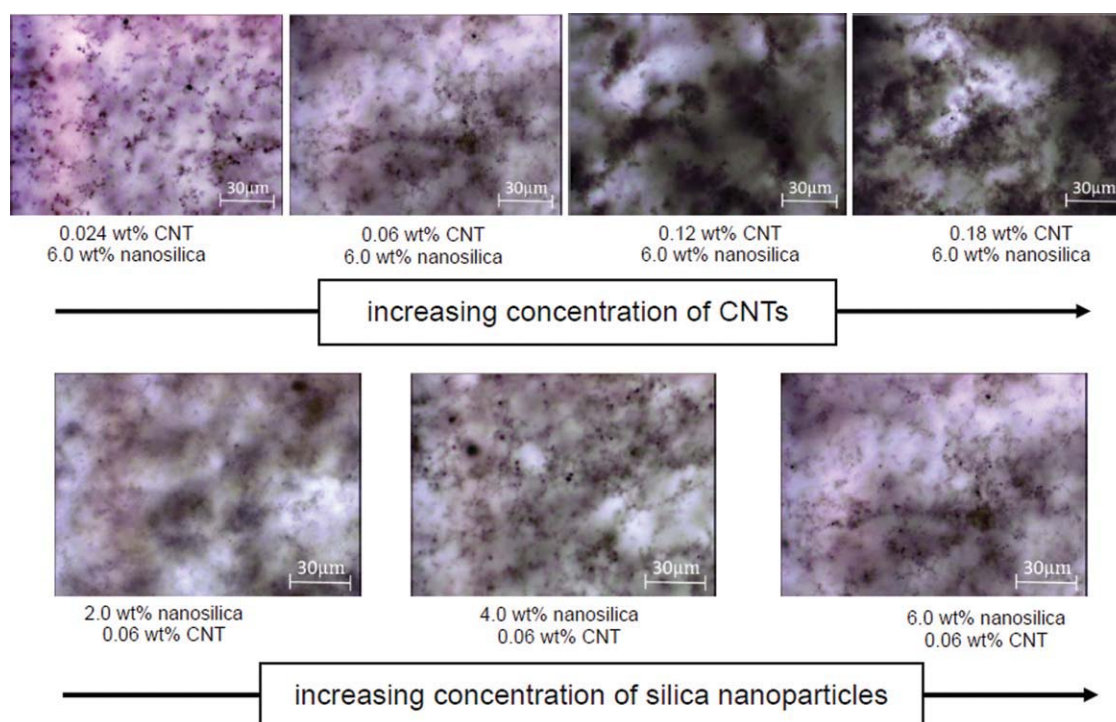 30μm
30μm
30μm
30μm
0.024 wt% CNT
6.0 wt% nanosilica
0.06 wt% CNT
6.0 wt% nanosilica
0.12 wt% CNT
6.0 wt% nanosilica
0.18 wt% CNT
6.0 wt% nanosilica
increasing concentration of CNTs
30μm
30μm
30μm
2.0 wt% nanosilica
0.06 wt% CNT
4.0 wt% nanosilica
0.06 wt% CNT
6.0 wt% nanosilica
0.06 wt% CNT
increasing concentration of silica nanoparticles